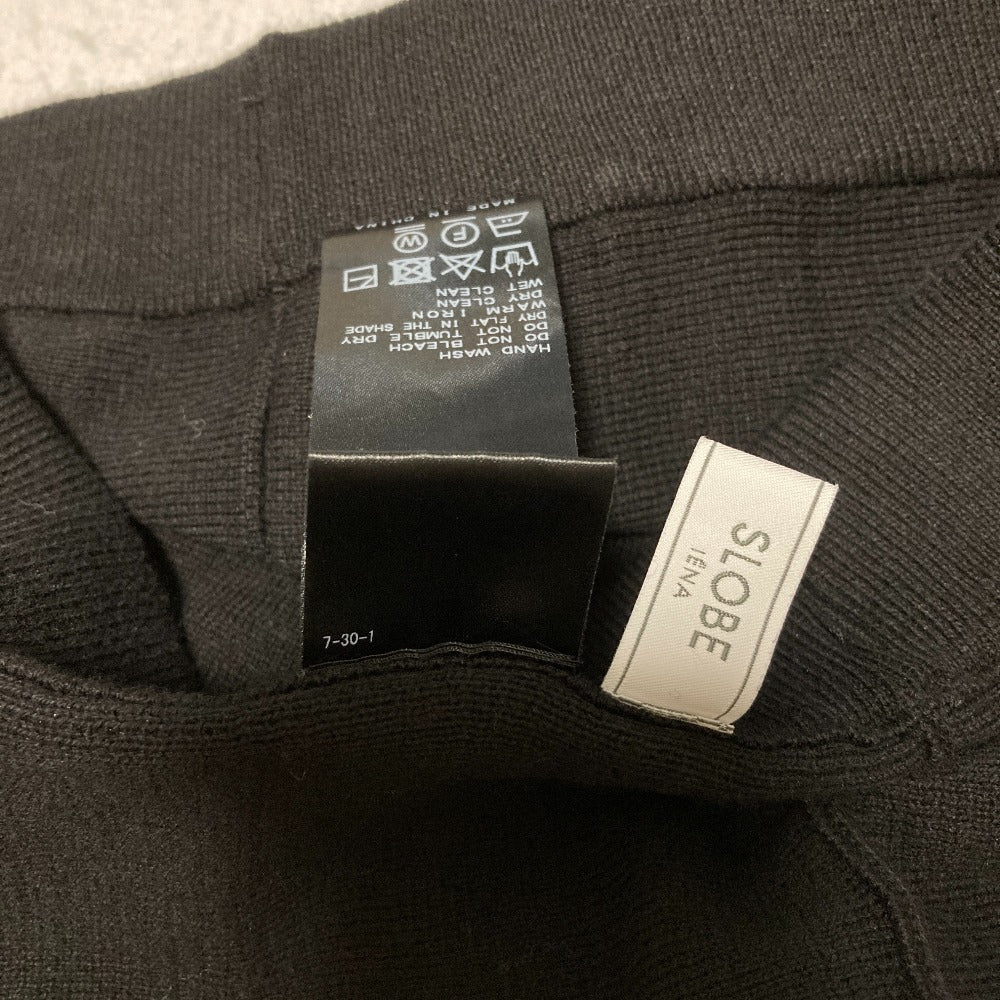 HAND WASH
DO NOT BLEACH
DO NOT TUMBLE DRY
DRY FLAT IN THE SHADE
WARM IRON
DRY CLEAN
WET CLEAN
F W
MADE IN CHINA
7-30-1
SLOBE
IÉNA